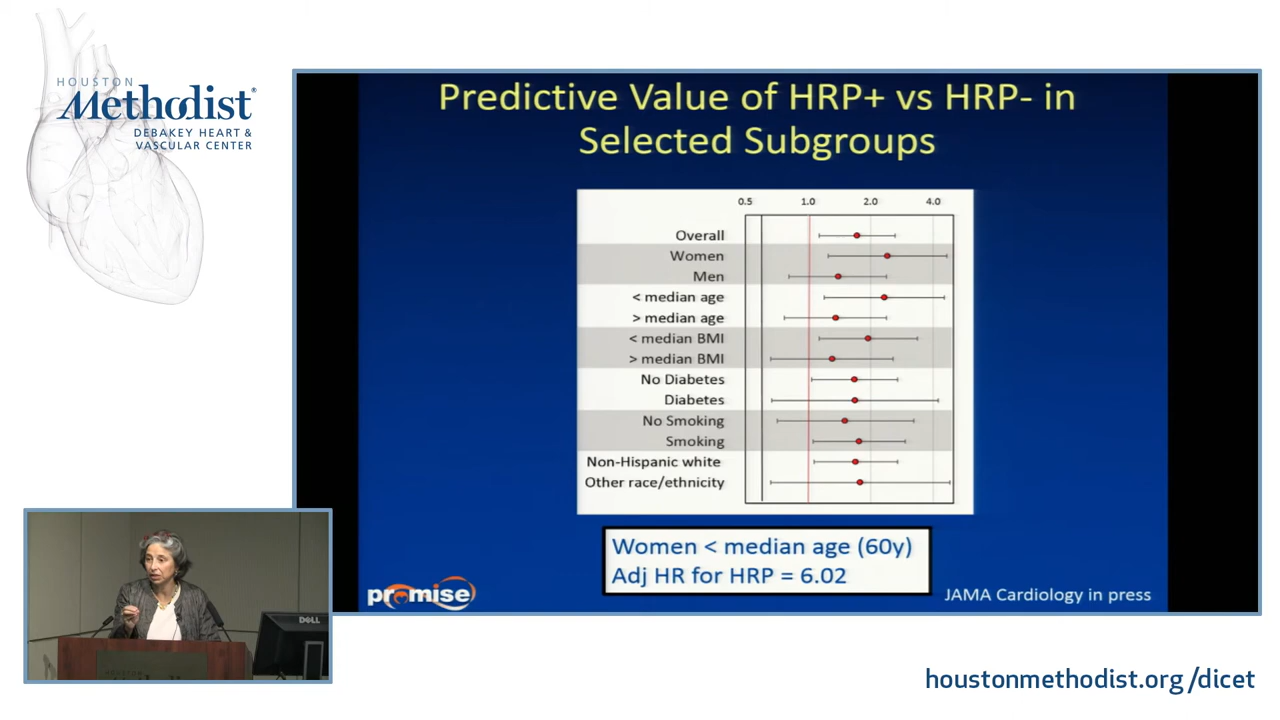 HOUSTON
Methodist®
DEBAKEY HEART &
VASCULAR CENTER
Predictive Value of HRP+ vs HRP- in
Selected Subgroups
0.5 1.0 2.0 4.0
Overall
Women
Men
< median age
> median age
< median BMI
> median BMI
No Diabetes
Diabetes
No Smoking
Smoking
Non-Hispanic white
Other race/ethnicity
Women < median age (60y)
Adj HR for HRP = 6.02
promise
JAMA Cardiology in press
DELL
houstonmethodist.org/dicet